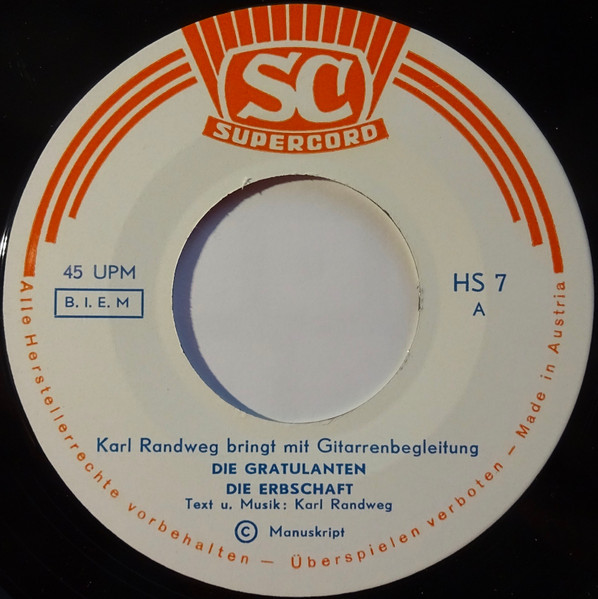 SC
SUPERCORD
45 UPM
B. I. E. M
HS 7
A
Karl Randweg bringt mit Gitarrenbegleitung
DIE GRATULANTEN
DIE ERBSCHAFT
Text u. Musik: Karl Randweg
© Manuskript
Alle Herstellerrechte vorbehalten — Überspielen verboten — Made in Austria